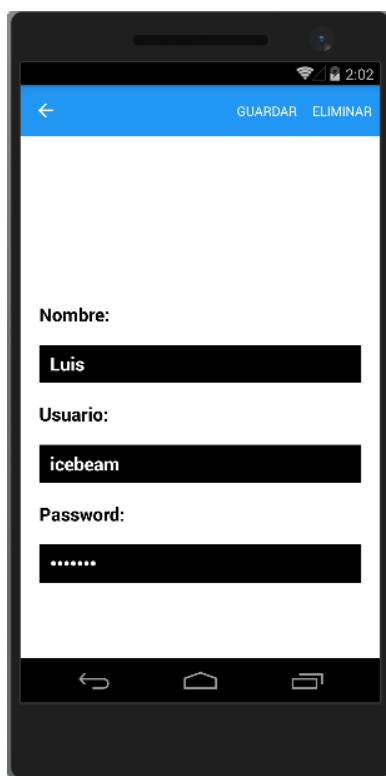 2:02
GUARDAR ELIMINAR
Nombre:
Luis
Usuario:
icebeam
Password:
•••••••